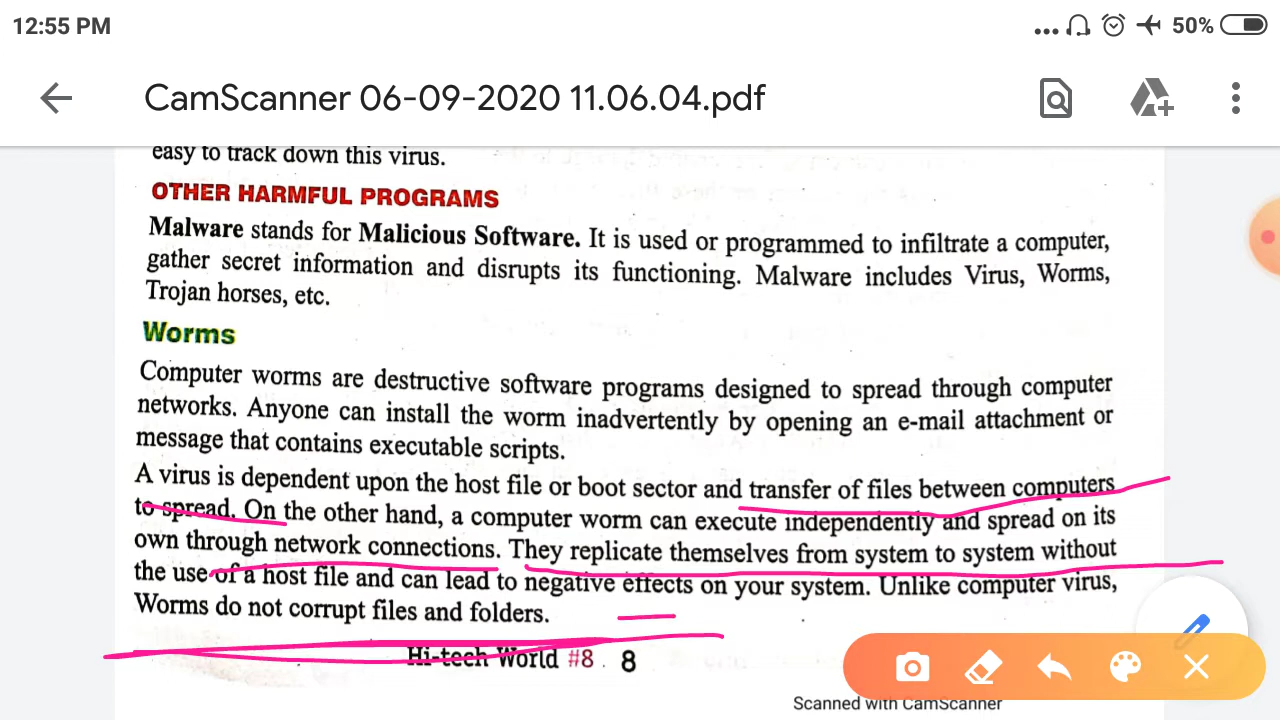 12:55 PM
50%
CamScanner 06-09-2020 11.06.04.pdf
easy to track down this virus.
OTHER HARMFUL PROGRAMS
Malware stands for Malicious Software. It is used or programmed to infiltrate a computer,
gather secret information and disrupts its functioning. Malware includes Virus, Worms,
Trojan horses, etc.
Worms
Computer worms are destructive software programs designed to spread through computer
networks. Anyone can install the worm inadvertently by opening an e-mail attachment or
message that contains executable scripts.
A virus is dependent upon the host file or boot sector and transfer of files between computers
to spread. On the other hand, a computer worm can execute independently and spread on its
own through network connections. They replicate themselves from system to system without
the use of a host file and can lead to negative effects on your system. Unlike computer virus,
Worms do not corrupt files and folders.
Hi-tech World #8 . 8
Scanned with CamScanner